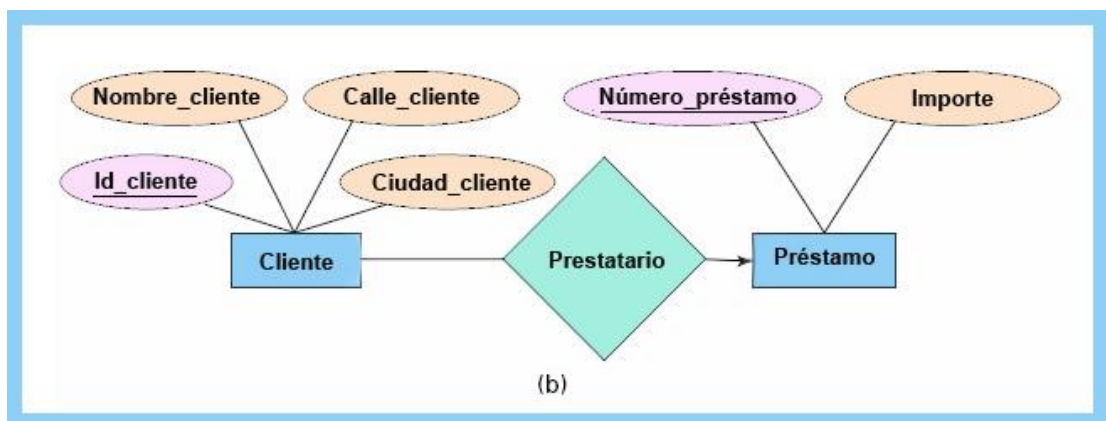 Nombre_cliente Calle_cliente Número_préstamo Importe
Id_cliente Ciudad_cliente
Cliente Prestatario Préstamo
(b)